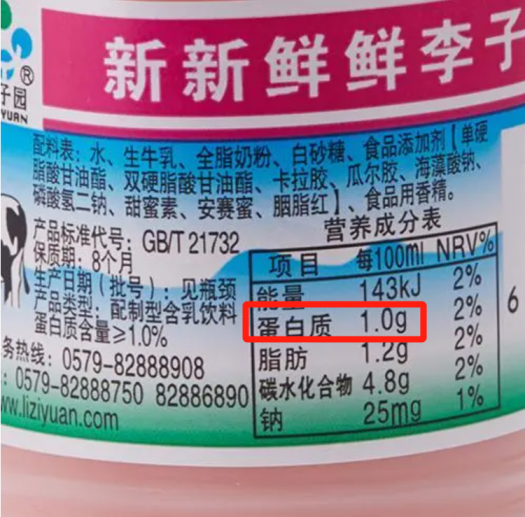 新新鲜鲜李子
®
子园
IYUAN
配料表：水、生牛乳、全脂奶粉、白砂糖、食品添加剂【单硬
脂酸甘油酯、双硬脂酸甘油酯、卡拉胶、瓜尔胶、海藻酸钠、
磷酸氢二钠、甜蜜素、安赛蜜、胭脂红】、食用香精。
产品标准代号：GB/T 21732
保质期：8个月
生产日期（批号）：见瓶颈
产品类型：配制型含乳饮料
蛋白质含量≥1.0%
务热线：0579-82888908
：0579-82888750 82886890
www.liziyuan.com
营养成分表
项目 每100ml NRV%
能量 143kJ 2%
蛋白质 1.0g 2%
脂肪 1.2g 2%
碳水化合物 4.8g 2%
钠 25mg 1%
6